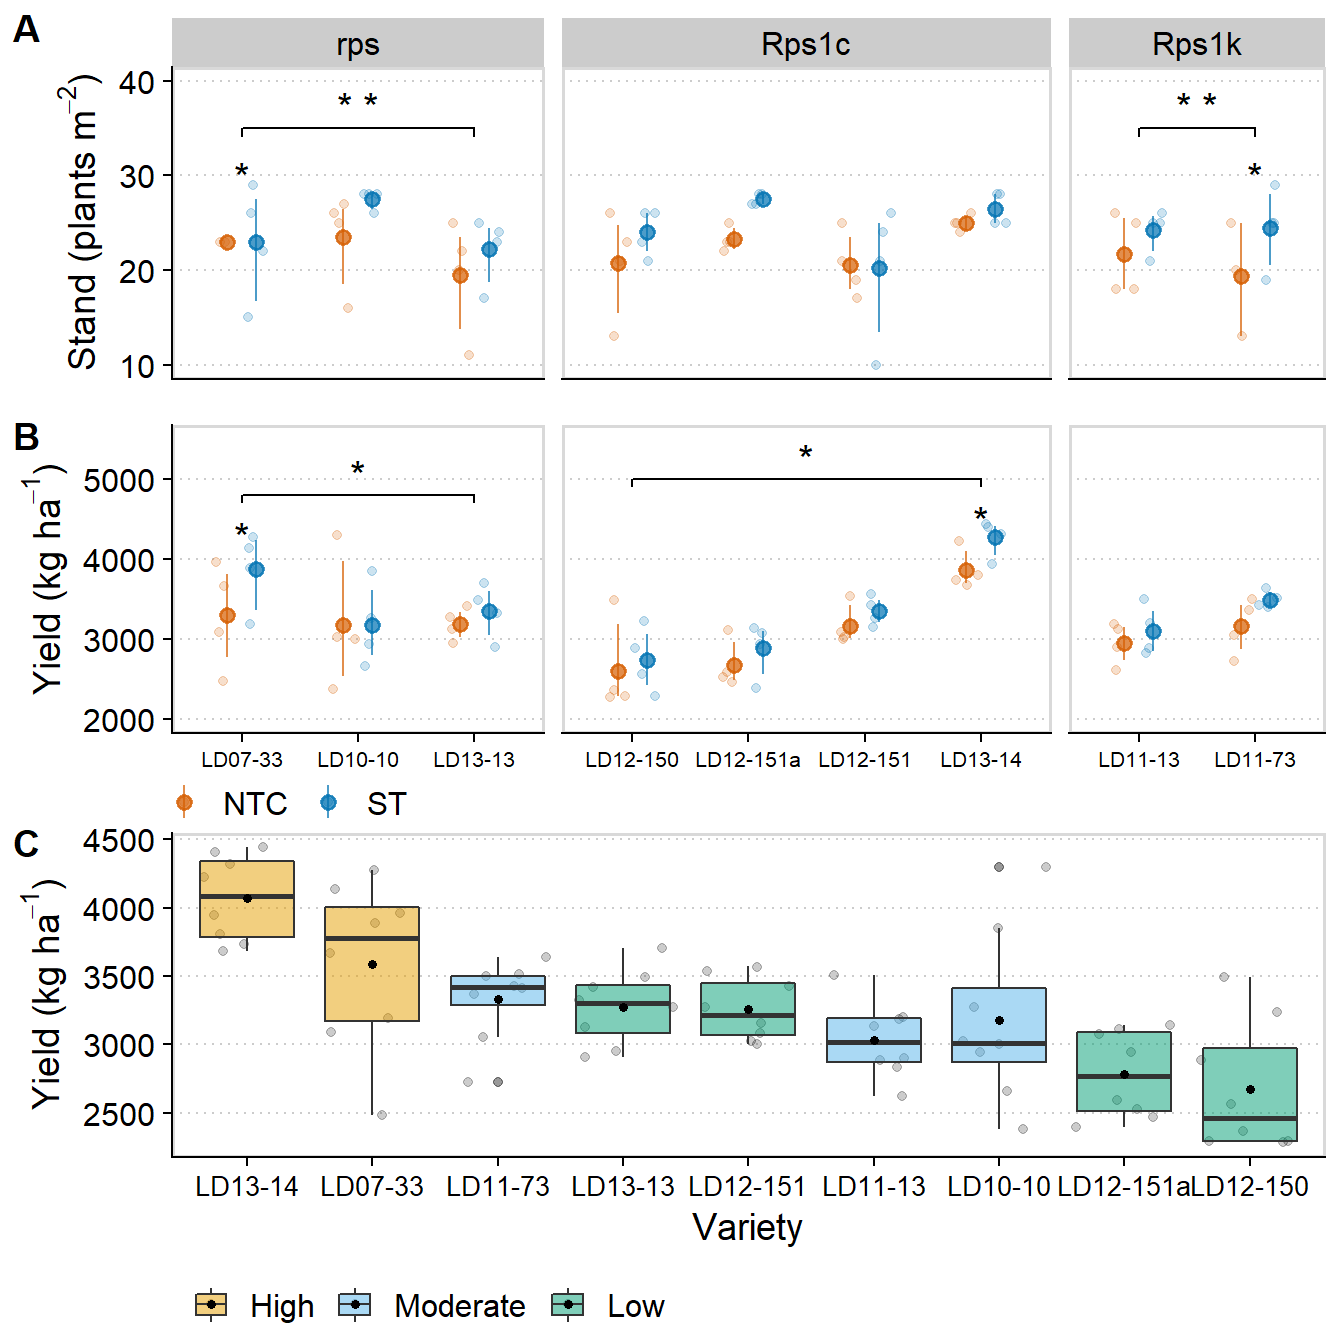 A
rps Rps1c Rps1k
Stand (plants m⁻²)
40
30
20
10
* *
*
* *
*
B
Yield (kg ha⁻¹)
5000
4000
3000
2000
*
*
*
*
LD07-33 LD10-10 LD13-13 LD12-150 LD12-151a LD12-151 LD13-14 LD11-13 LD11-73
NTC ST
C
Yield (kg ha⁻¹)
4500
4000
3500
3000
2500
LD13-14 LD07-33 LD11-73 LD13-13 LD12-151 LD11-13 LD10-10 LD12-151a LD12-150
Variety
High Moderate Low